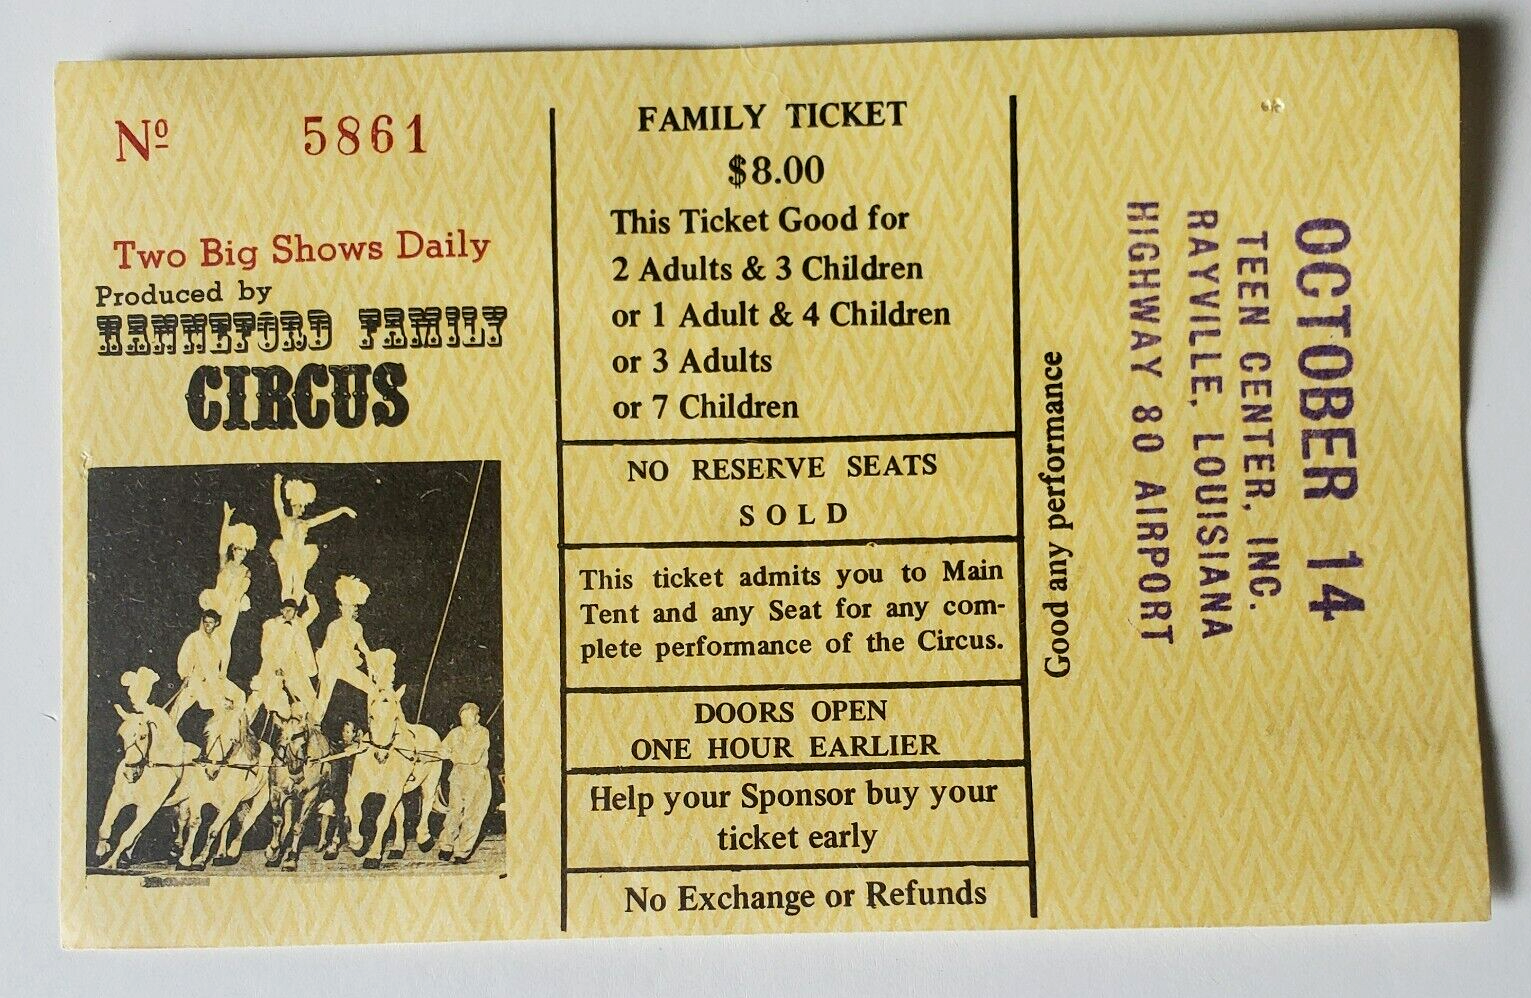 Nº 5861
Two Big Shows Daily
Produced by
HANNEFORD FAMILY
CIRCUS
FAMILY TICKET
$8.00
This Ticket Good for
2 Adults & 3 Children
or 1 Adult & 4 Children
or 3 Adults
or 7 Children
NO RESERVE SEATS
SOLD
This ticket admits you to Main
Tent and any Seat for any com-
plete performance of the Circus.
DOORS OPEN
ONE HOUR EARLIER
Help your Sponsor buy your
ticket early
No Exchange or Refunds
Good any performance
OCTOBER 14
TEEN CENTER, INC.
RAYVILLE, LOUISIANA
HIGHWAY 80 AIRPORT